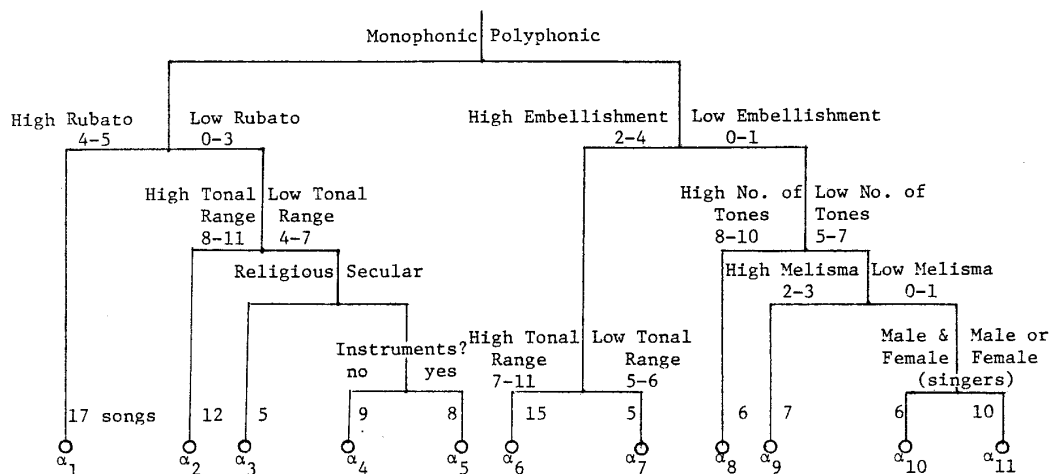 Monophonic Polyphonic
High Rubato
4-5
Low Rubato
0-3
High Embellishment
2-4
Low Embellishment
0-1
High Tonal
Range
8-11
Low Tonal
Range
4-7
High No. of
Tones
8-10
Low No. of
Tones
5-7
Religious Secular
High Melisma
2-3
Low Melisma
0-1
Instruments?
no yes
High Tonal
Range
7-11
Low Tonal
Range
5-6
Male &
Female
Male or
Female
(singers)
17 songs 12 5 9 8 15 5 6 7 6 10
α1 α2 α3 α4 α5 α6 α7 α8 α9 α10 α11